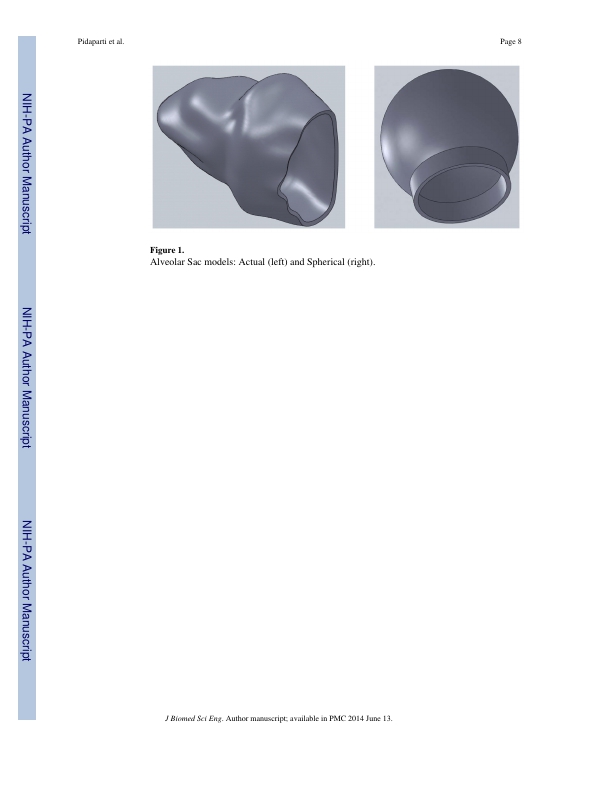 Pidaparti et al.
Page 8
NIH-PA Author Manuscript
NIH-PA Author Manuscript
NIH-PA Author Manuscript
Figure 1.
Alveolar Sac models: Actual (left) and Spherical (right).
J Biomed Sci Eng. Author manuscript; available in PMC 2014 June 13.